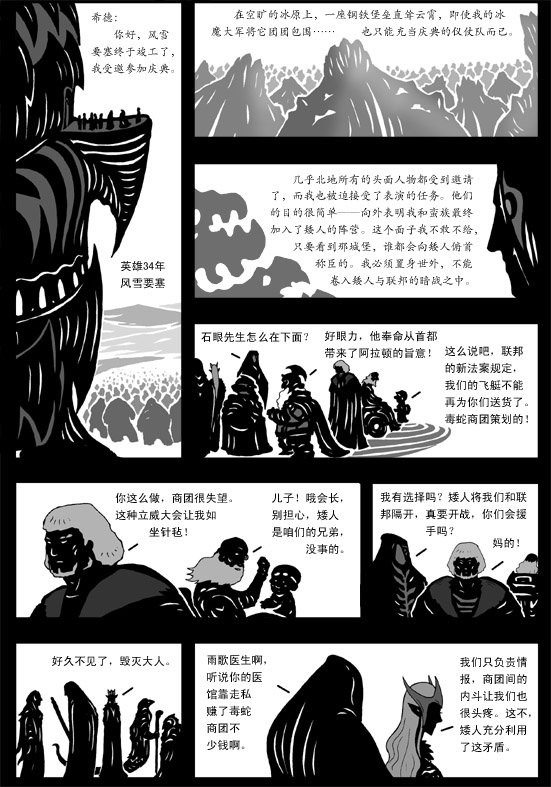 希德：
你好，风雪
要塞终于竣工了，
我受邀参加庆典。
英雄34年
风雪要塞
在空旷的冰原上，一座钢铁堡垒直耸云霄，即使我的冰
魔大军将它团团包围…… 也只能充当庆典的仪仗队而已。
几乎北地所有的头面人物都受到邀请
了，而我也被迫接受了表演的任务。他们
的目的很简单——向外表明我和蛮族最终
加入了矮人的阵营。这个面子我不敢不给，
只要看到那城堡，谁都会向矮人俯首
称臣的。我必须置身世外，不能
卷入矮人与联邦的暗战之中。
石眼先生怎么在下面？
好眼力，他奉命从首都
带来了阿拉顿的旨意！
这么说吧，联邦
的新法案规定，
我们的飞艇不能
再为你们送货了。
毒蛇商团策划的！
你这么做，商团很失望。
这种立威大会让我如
坐针毡！
儿子！哦会长，
别担心，矮人
是咱们的兄弟，
没事的。
我有选择吗？矮人将我们和联
邦隔开，真要开战，你们会援
手吗？
妈的！
好久不见了，毁灭大人。
雨歌医生啊，
听说你的医
馆靠走私
赚了毒蛇
商团不
少钱啊。
我们只负责情
报，商团间的
内斗让我们也
很头疼。这不，
矮人充分利用
了这矛盾。